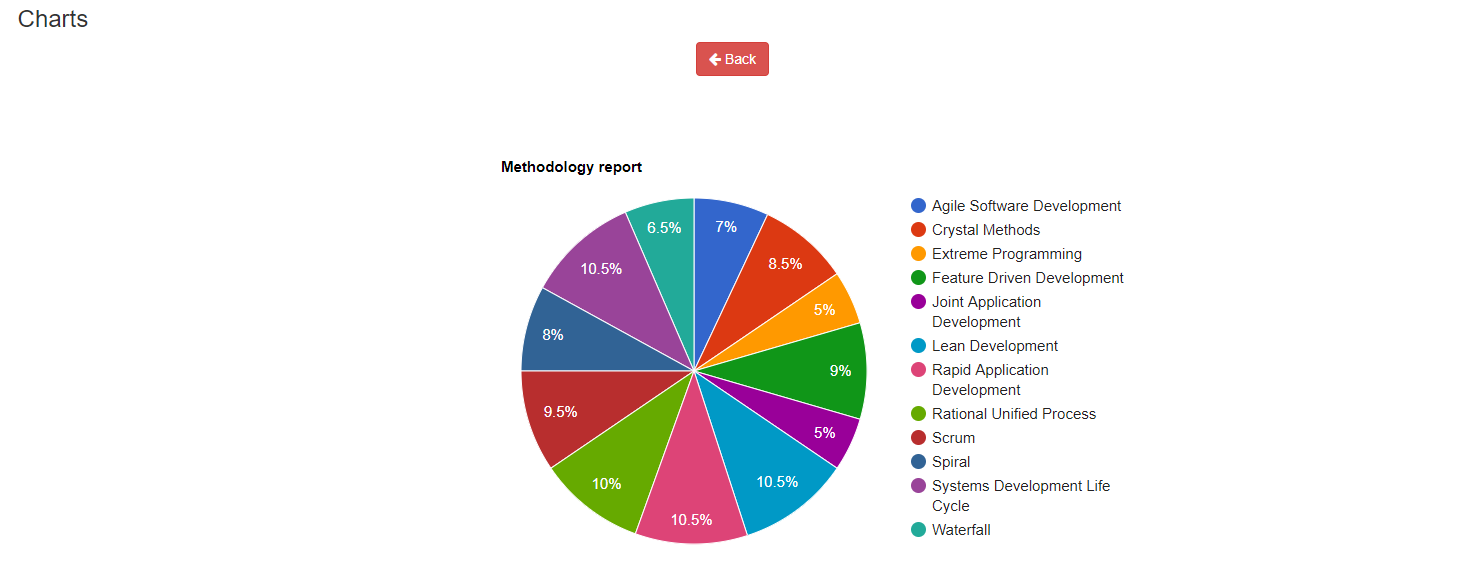 Charts
Back
Methodology report
7%
8.5%
5%
9%
5%
10.5%
10.5%
10%
9.5%
8%
10.5%
6.5%
Agile Software Development
Crystal Methods
Extreme Programming
Feature Driven Development
Joint Application
Development
Lean Development
Rapid Application
Development
Rational Unified Process
Scrum
Spiral
Systems Development Life
Cycle
Waterfall